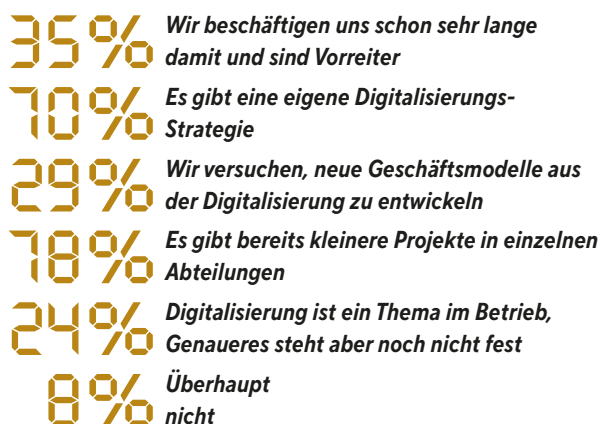 35% Wir beschäftigen uns schon sehr lange
damit und sind Vorreiter
70% Es gibt eine eigene Digitalisierungs-
Strategie
29% Wir versuchen, neue Geschäftsmodelle aus
der Digitalisierung zu entwickeln
78% Es gibt bereits kleinere Projekte in einzelnen
Abteilungen
24% Digitalisierung ist ein Thema im Betrieb,
Genaueres steht aber noch nicht fest
8% Überhaupt
nicht